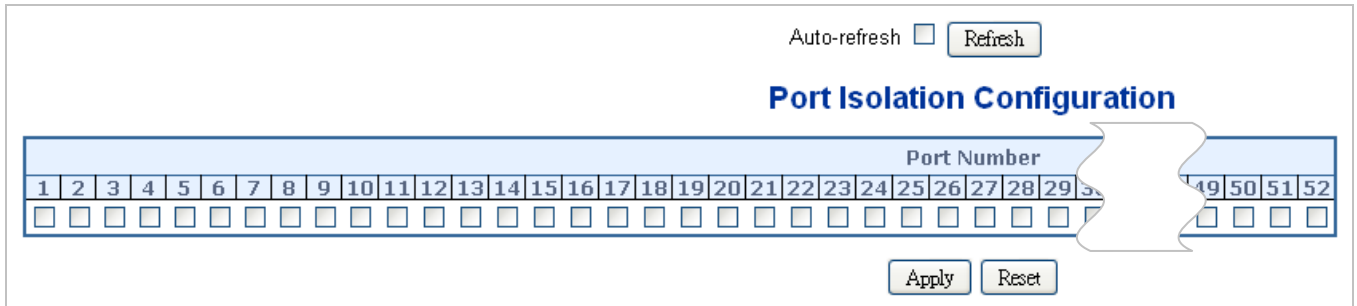 Auto-refresh Refresh
Port Isolation Configuration
Port Number
1 2 3 4 5 6 7 8 9 10 11 12 13 14 15 16 17 18 19 20 21 22 23 24 25 26 27 28 29 49 50 51 52
Apply Reset